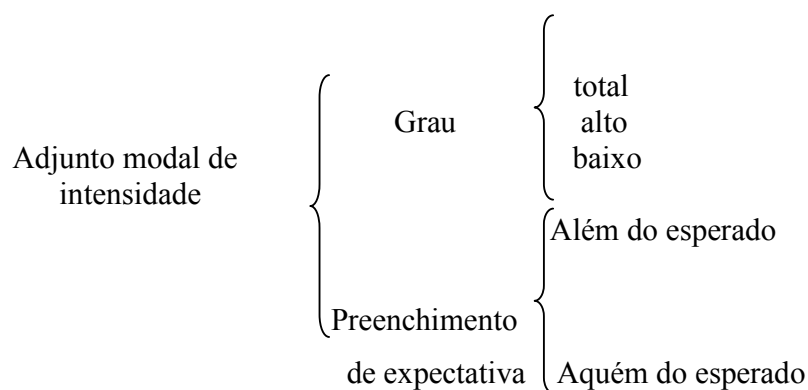 Adjunto modal de
intensidade
Grau
total
alto
baixo
Preenchimento
de expectativa
Além do esperado
Aquém do esperado